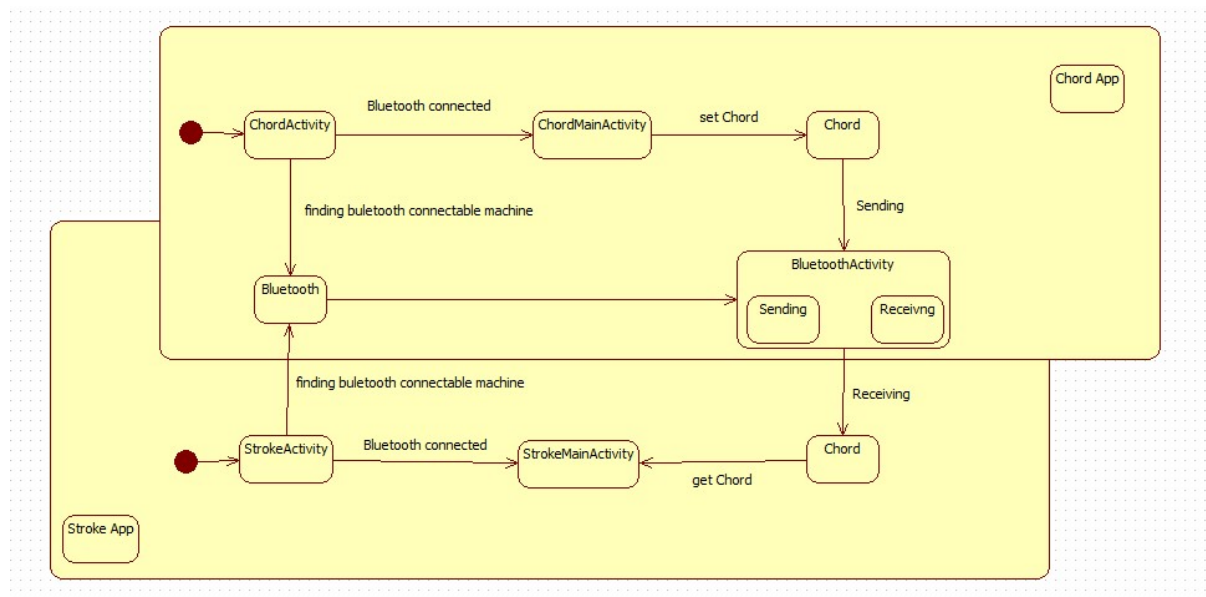 Chord App
Bluetooth connected
ChordActivity
ChordMainActivity
set Chord
Chord
finding buletooth connectable machine
Sending
BluetoothActivity
Bluetooth
Sending
Receivng
finding buletooth connectable machine
Receiving
StrokeActivity
Bluetooth connected
StrokeMainActivity
get Chord
Chord
Stroke App